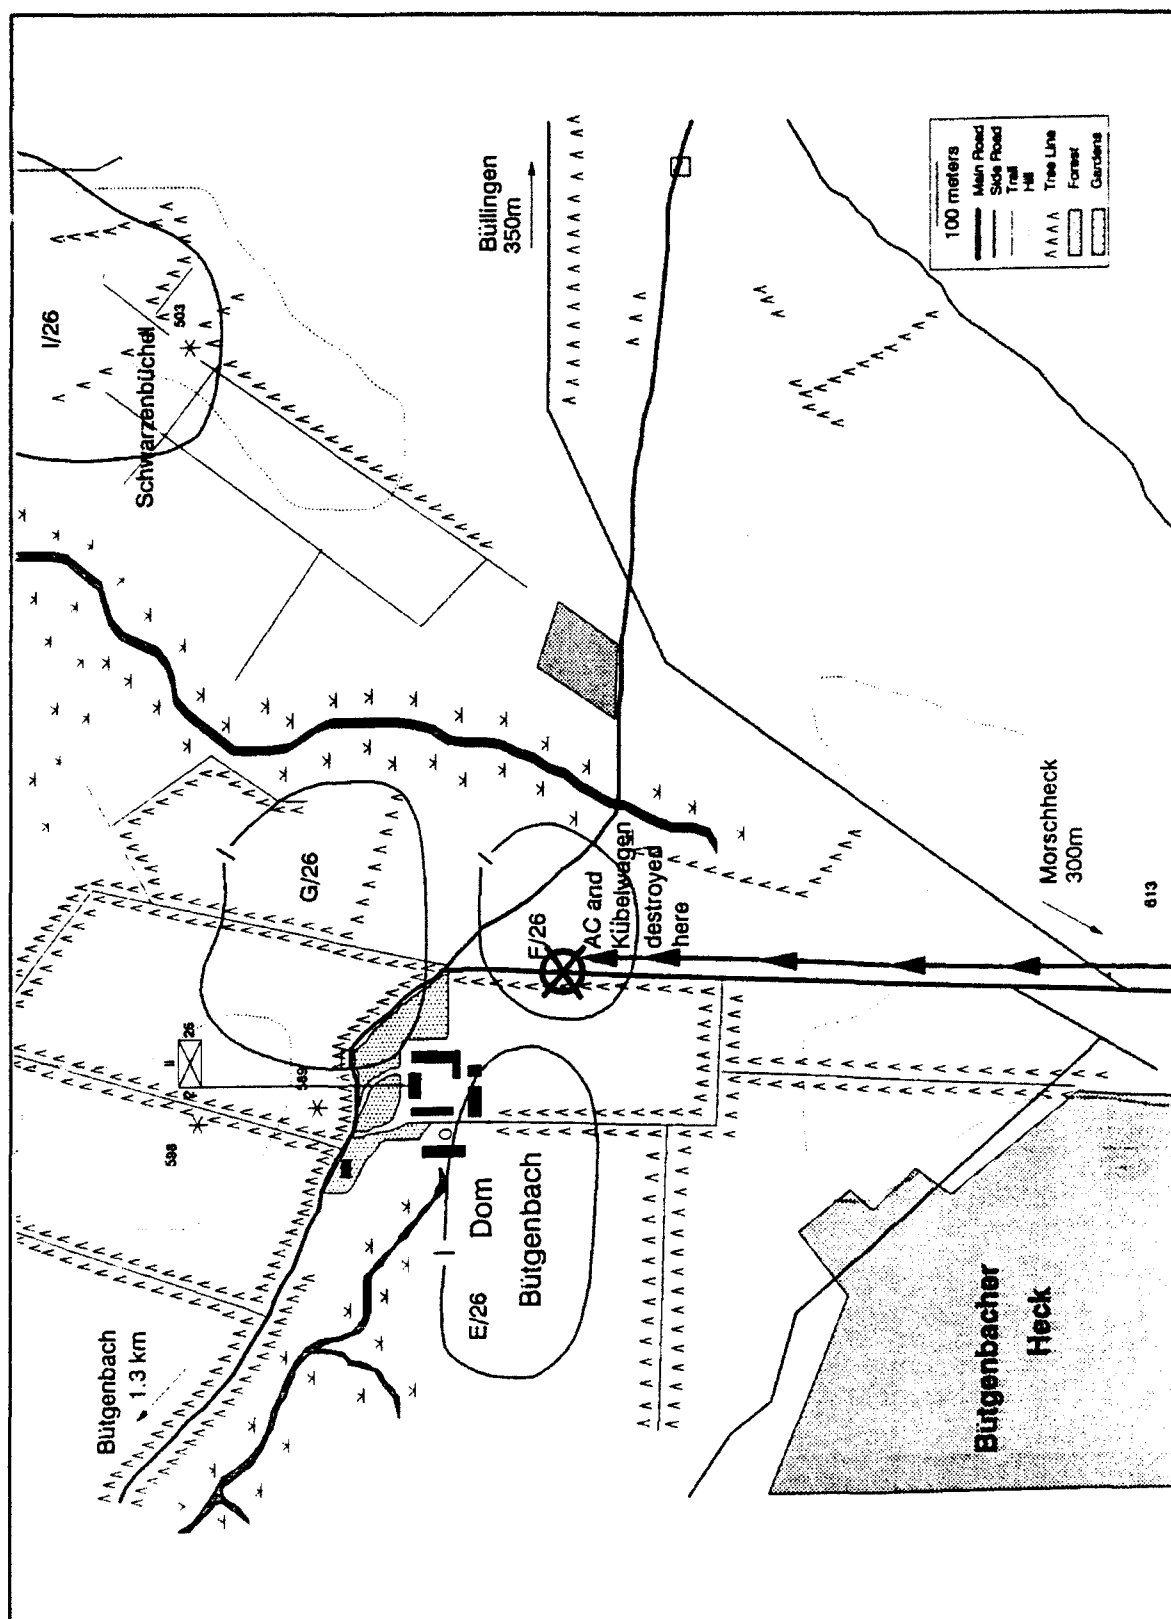 I/26
Schwarzenbüchel
503
Büllingen
350m
100 meters
Main Road
Side Road
Trail
Hill
Tree Line
Forest
Gardens
G/26
F/26
AC and
Kübelwagen
destroyed
here
Morschheck
300m
613
II
26
589
598
E/26
Dom
Bütgenbach
Bütgenbach
1.3 km
Bütgenbacher
Heck